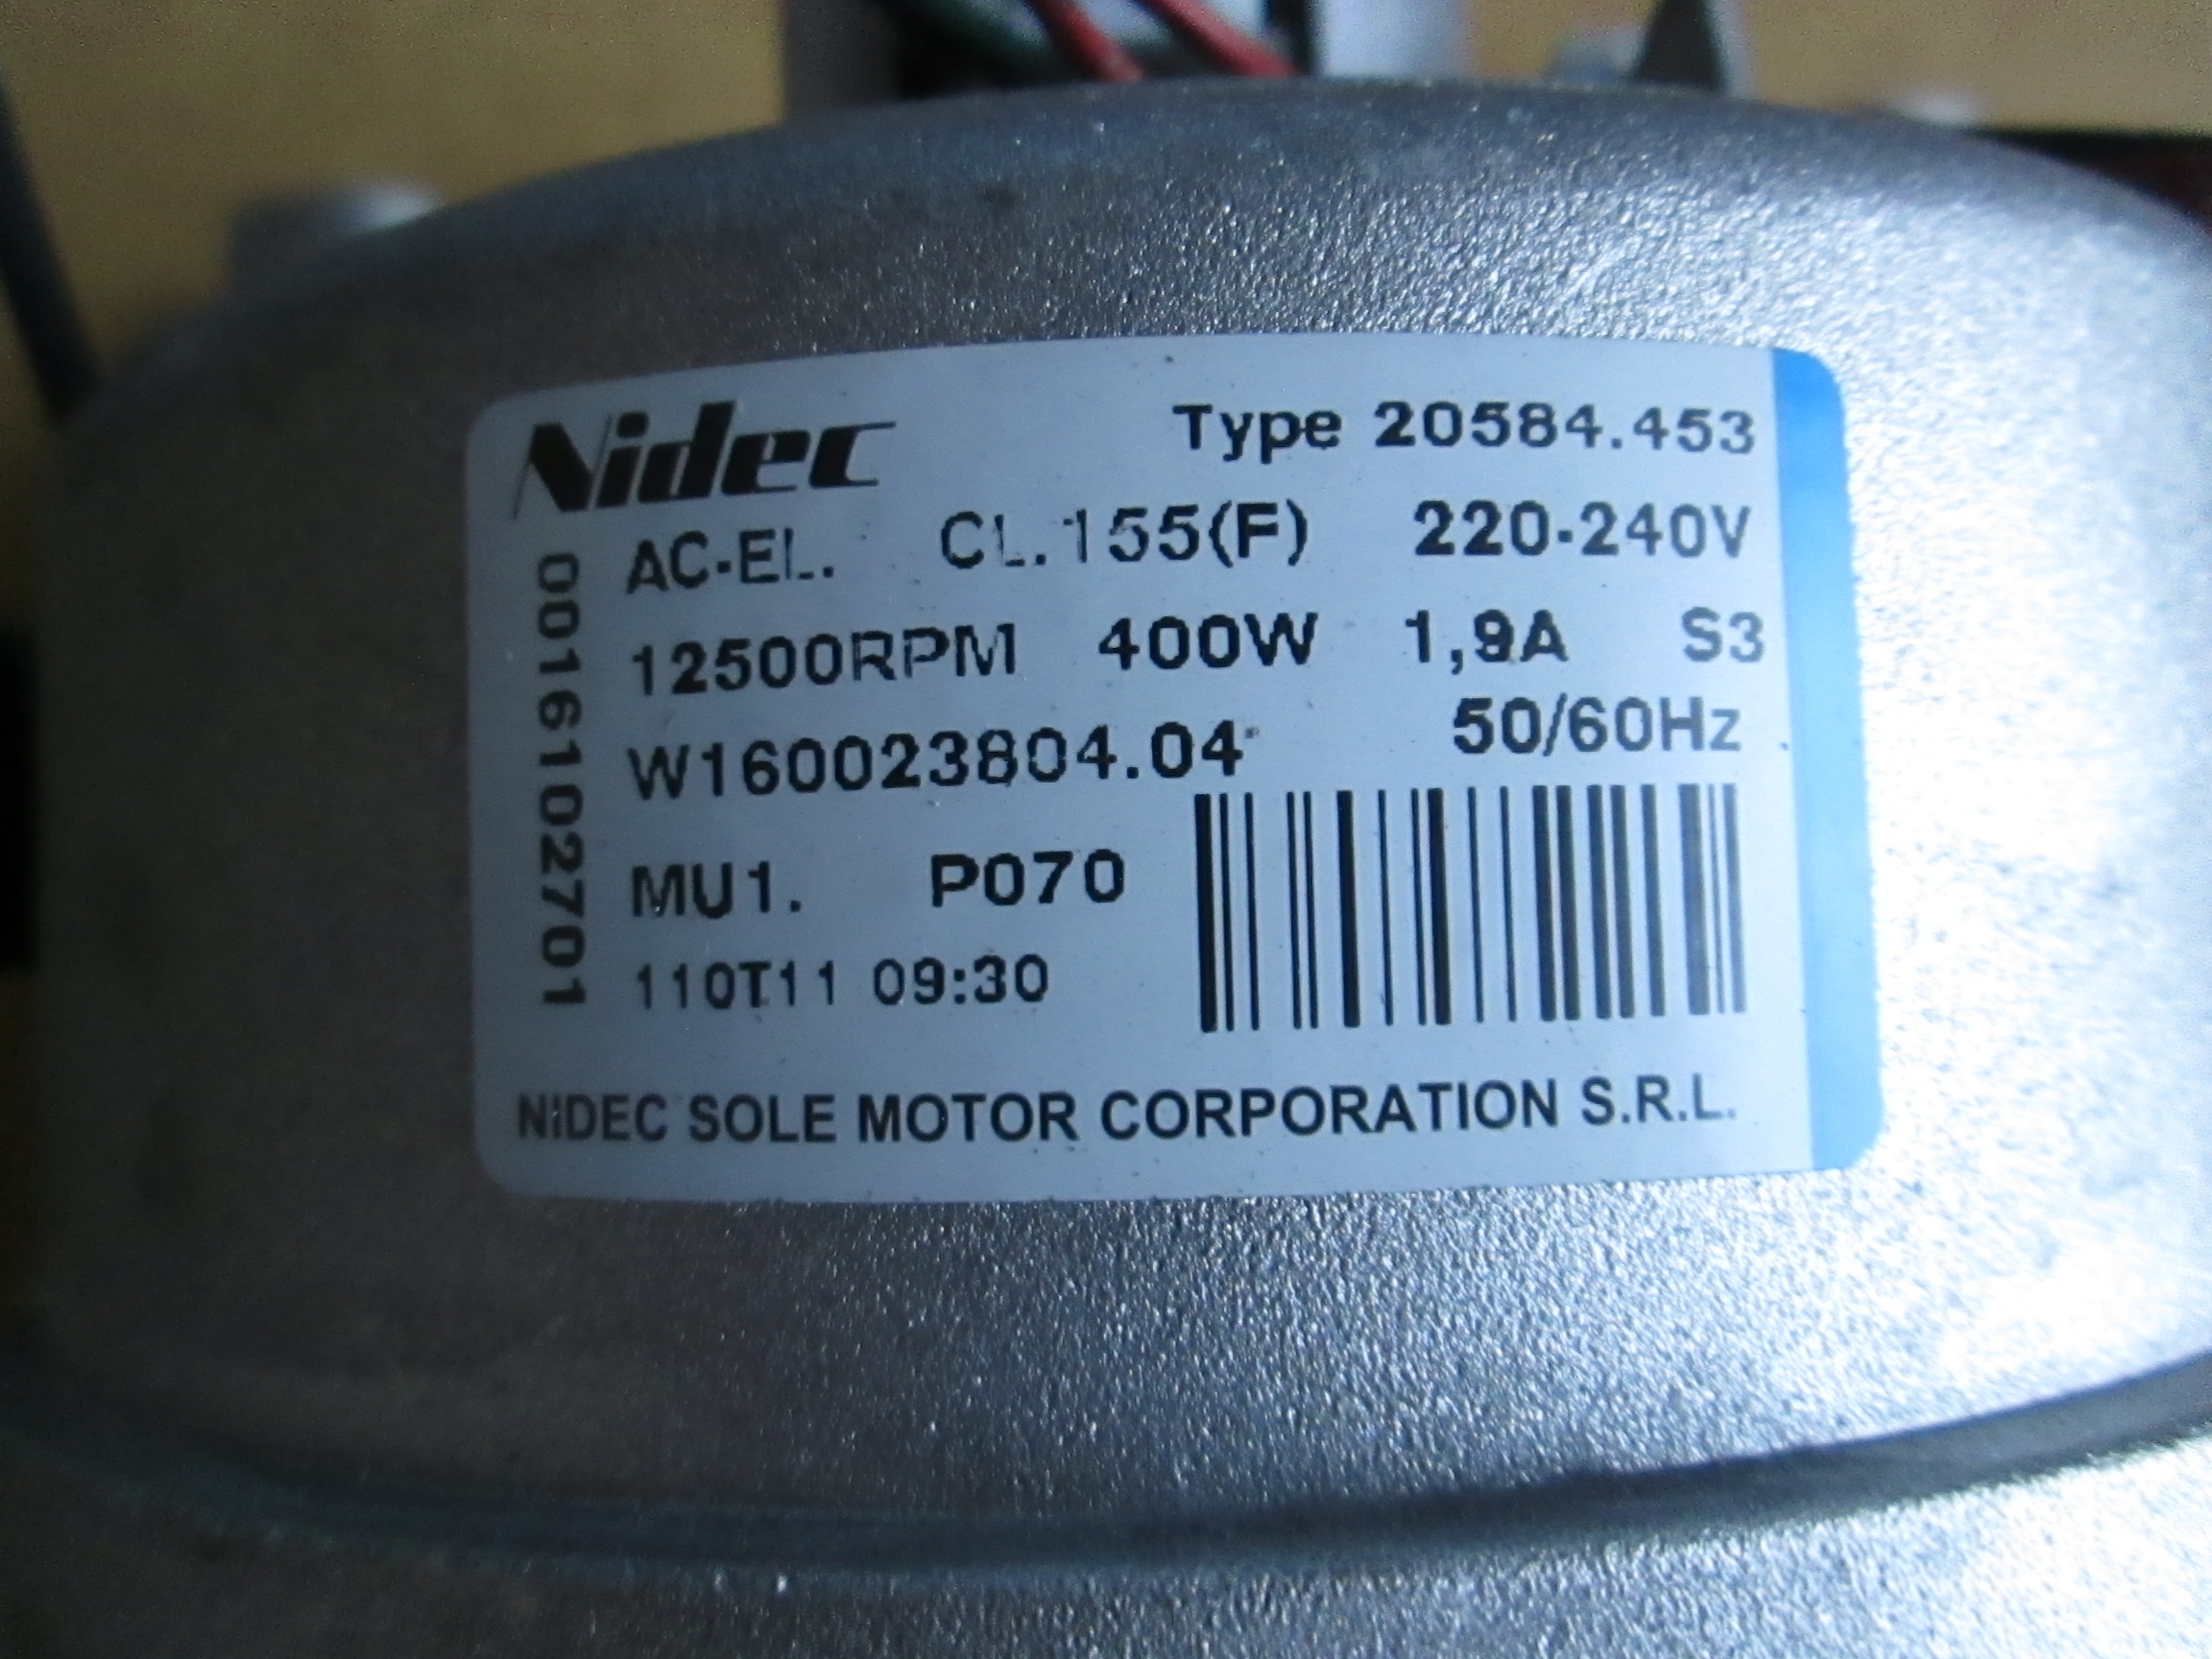 Nidec Type 20584.453
AC-EL. CL.155(F) 220-240V
12500RPM 400W 1,9A S3
W160023804.04 50/60Hz
MU1. P070
110T11 09:30
00161102701
NIDEC SOLE MOTOR CORPORATION S.R.L.